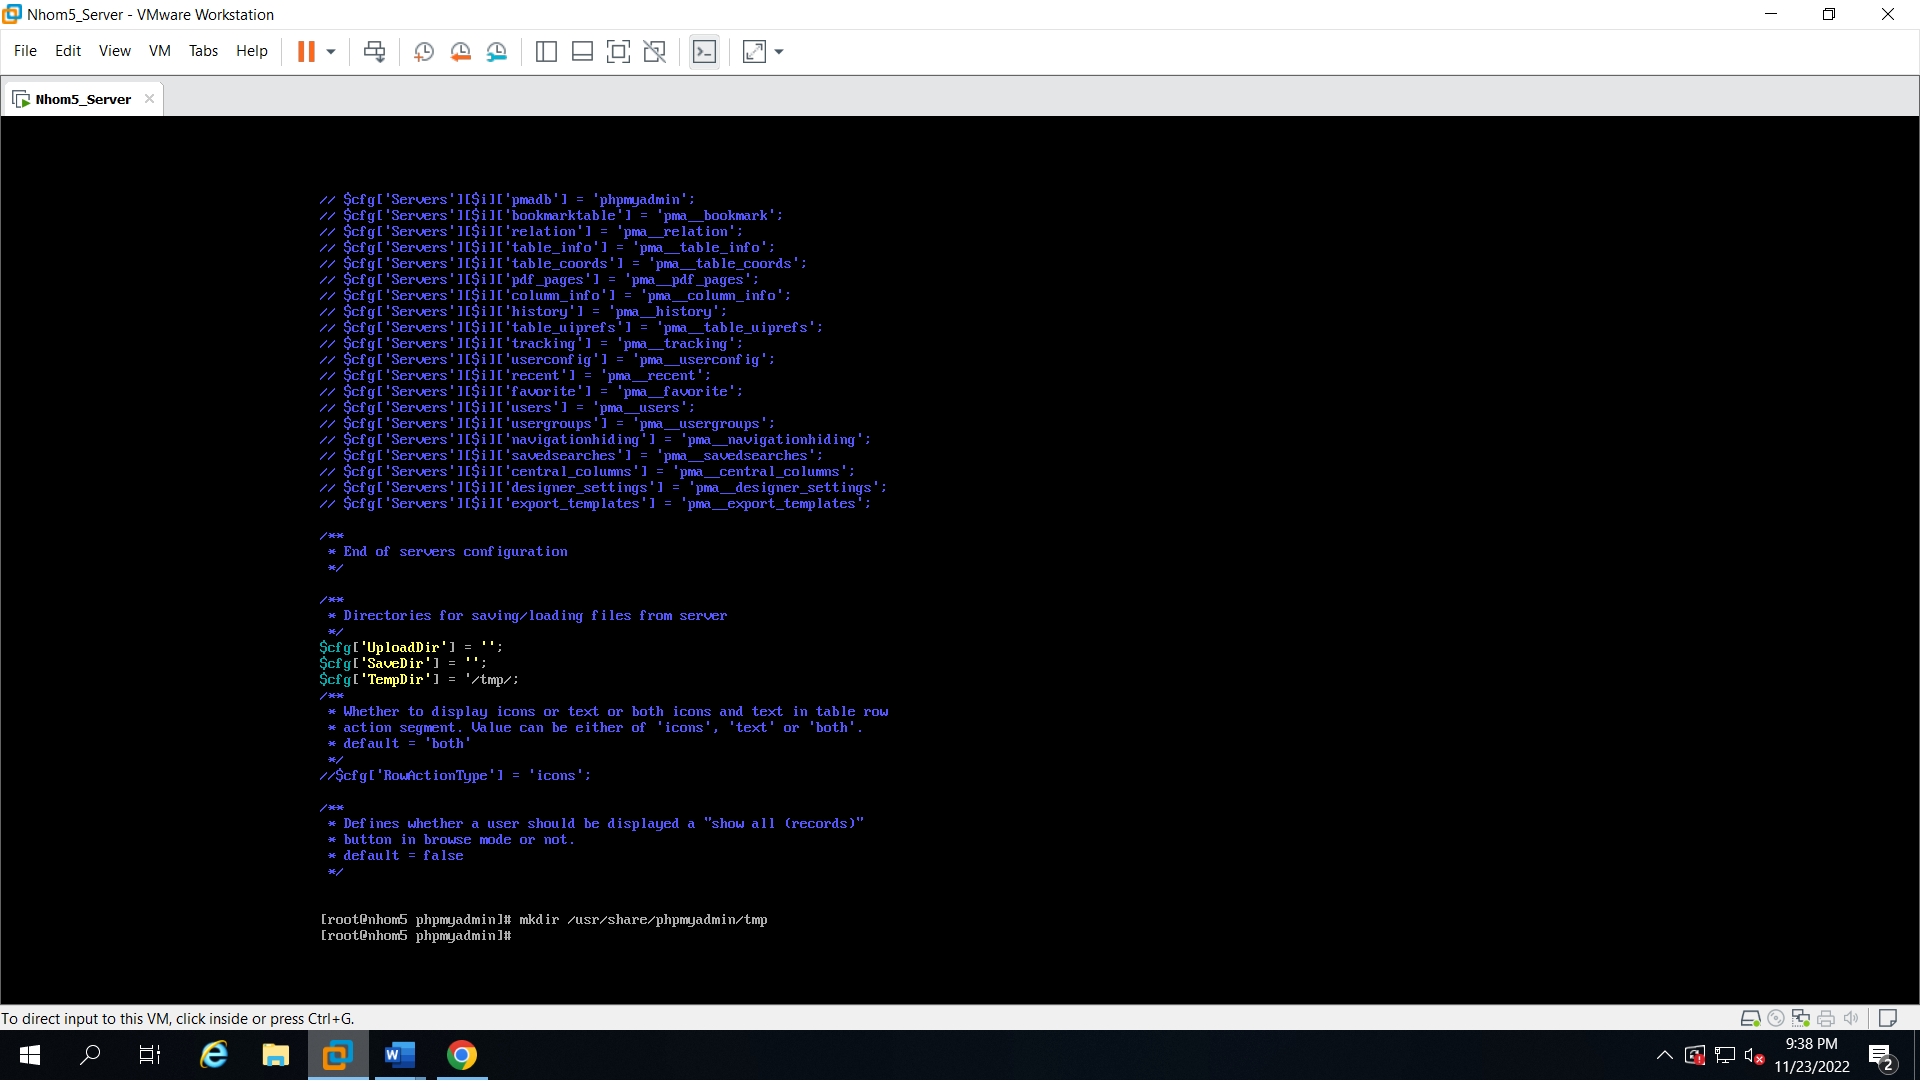 Nhom5_Server - VMware Workstation
File Edit View VM Tabs Help
Nhom5_Server
// $cfg['Servers'][$i]['pmadb'] = 'phpmyadmin';
// $cfg['Servers'][$i]['bookmarktable'] = 'pma__bookmark';
// $cfg['Servers'][$i]['relation'] = 'pma__relation';
// $cfg['Servers'][$i]['table_info'] = 'pma__table_info';
// $cfg['Servers'][$i]['table_coords'] = 'pma__table_coords';
// $cfg['Servers'][$i]['pdf_pages'] = 'pma__pdf_pages';
// $cfg['Servers'][$i]['column_info'] = 'pma__column_info';
// $cfg['Servers'][$i]['history'] = 'pma__history';
// $cfg['Servers'][$i]['table_uiprefs'] = 'pma__table_uiprefs';
// $cfg['Servers'][$i]['tracking'] = 'pma__tracking';
// $cfg['Servers'][$i]['userconfig'] = 'pma__userconfig';
// $cfg['Servers'][$i]['recent'] = 'pma__recent';
// $cfg['Servers'][$i]['favorite'] = 'pma__favorite';
// $cfg['Servers'][$i]['users'] = 'pma__users';
// $cfg['Servers'][$i]['usergroups'] = 'pma__usergroups';
// $cfg['Servers'][$i]['navigationhiding'] = 'pma__navigationhiding';
// $cfg['Servers'][$i]['savedsearches'] = 'pma__savedsearches';
// $cfg['Servers'][$i]['central_columns'] = 'pma__central_columns';
// $cfg['Servers'][$i]['designer_settings'] = 'pma__designer_settings';
// $cfg['Servers'][$i]['export_templates'] = 'pma__export_templates';
/**
 * End of servers configuration
 */
/**
 * Directories for saving/loading files from server
 */
$cfg['UploadDir'] = '';
$cfg['SaveDir'] = '';
$cfg['TempDir'] = '/tmp/;
/**
 * Whether to display icons or text or both icons and text in table row
 * action segment. Value can be either of 'icons', 'text' or 'both'.
 * default = 'both'
 */
//$cfg['RowActionType'] = 'icons';
/**
 * Defines whether a user should be displayed a "show all (records)"
 * button in browse mode or not.
 * default = false
 */
[root@nhom5 phpmyadmin]# mkdir /usr/share/phpmyadmin/tmp
[root@nhom5 phpmyadmin]#
To direct input to this VM, click inside or press Ctrl+G.
9:38 PM
11/23/2022
2